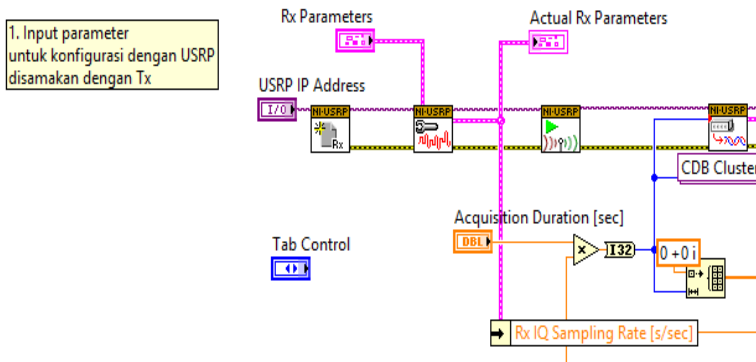 1. Input parameter
untuk konfigurasi dengan USRP
disamakan dengan Tx
Rx Parameters
Actual Rx Parameters
USRP IP Address
I/O
NI-USRP
Rx
NI-USRP
NI-USRP
NI-USRP
CDB Cluster
Acquisition Duration [sec]
DBL
x
I32
0 +0 i
Tab Control
Rx IQ Sampling Rate [s/sec]